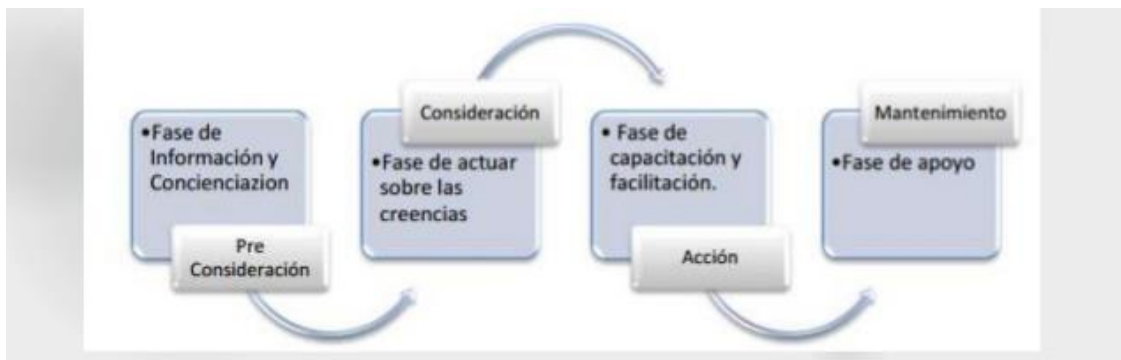 •Fase de
Información y
Concienciazion
Pre
Consideración
Consideración
•Fase de actuar
sobre las
creencias
• Fase de
capacitación y
facilitación.
Acción
Mantenimiento
•Fase de apoyo